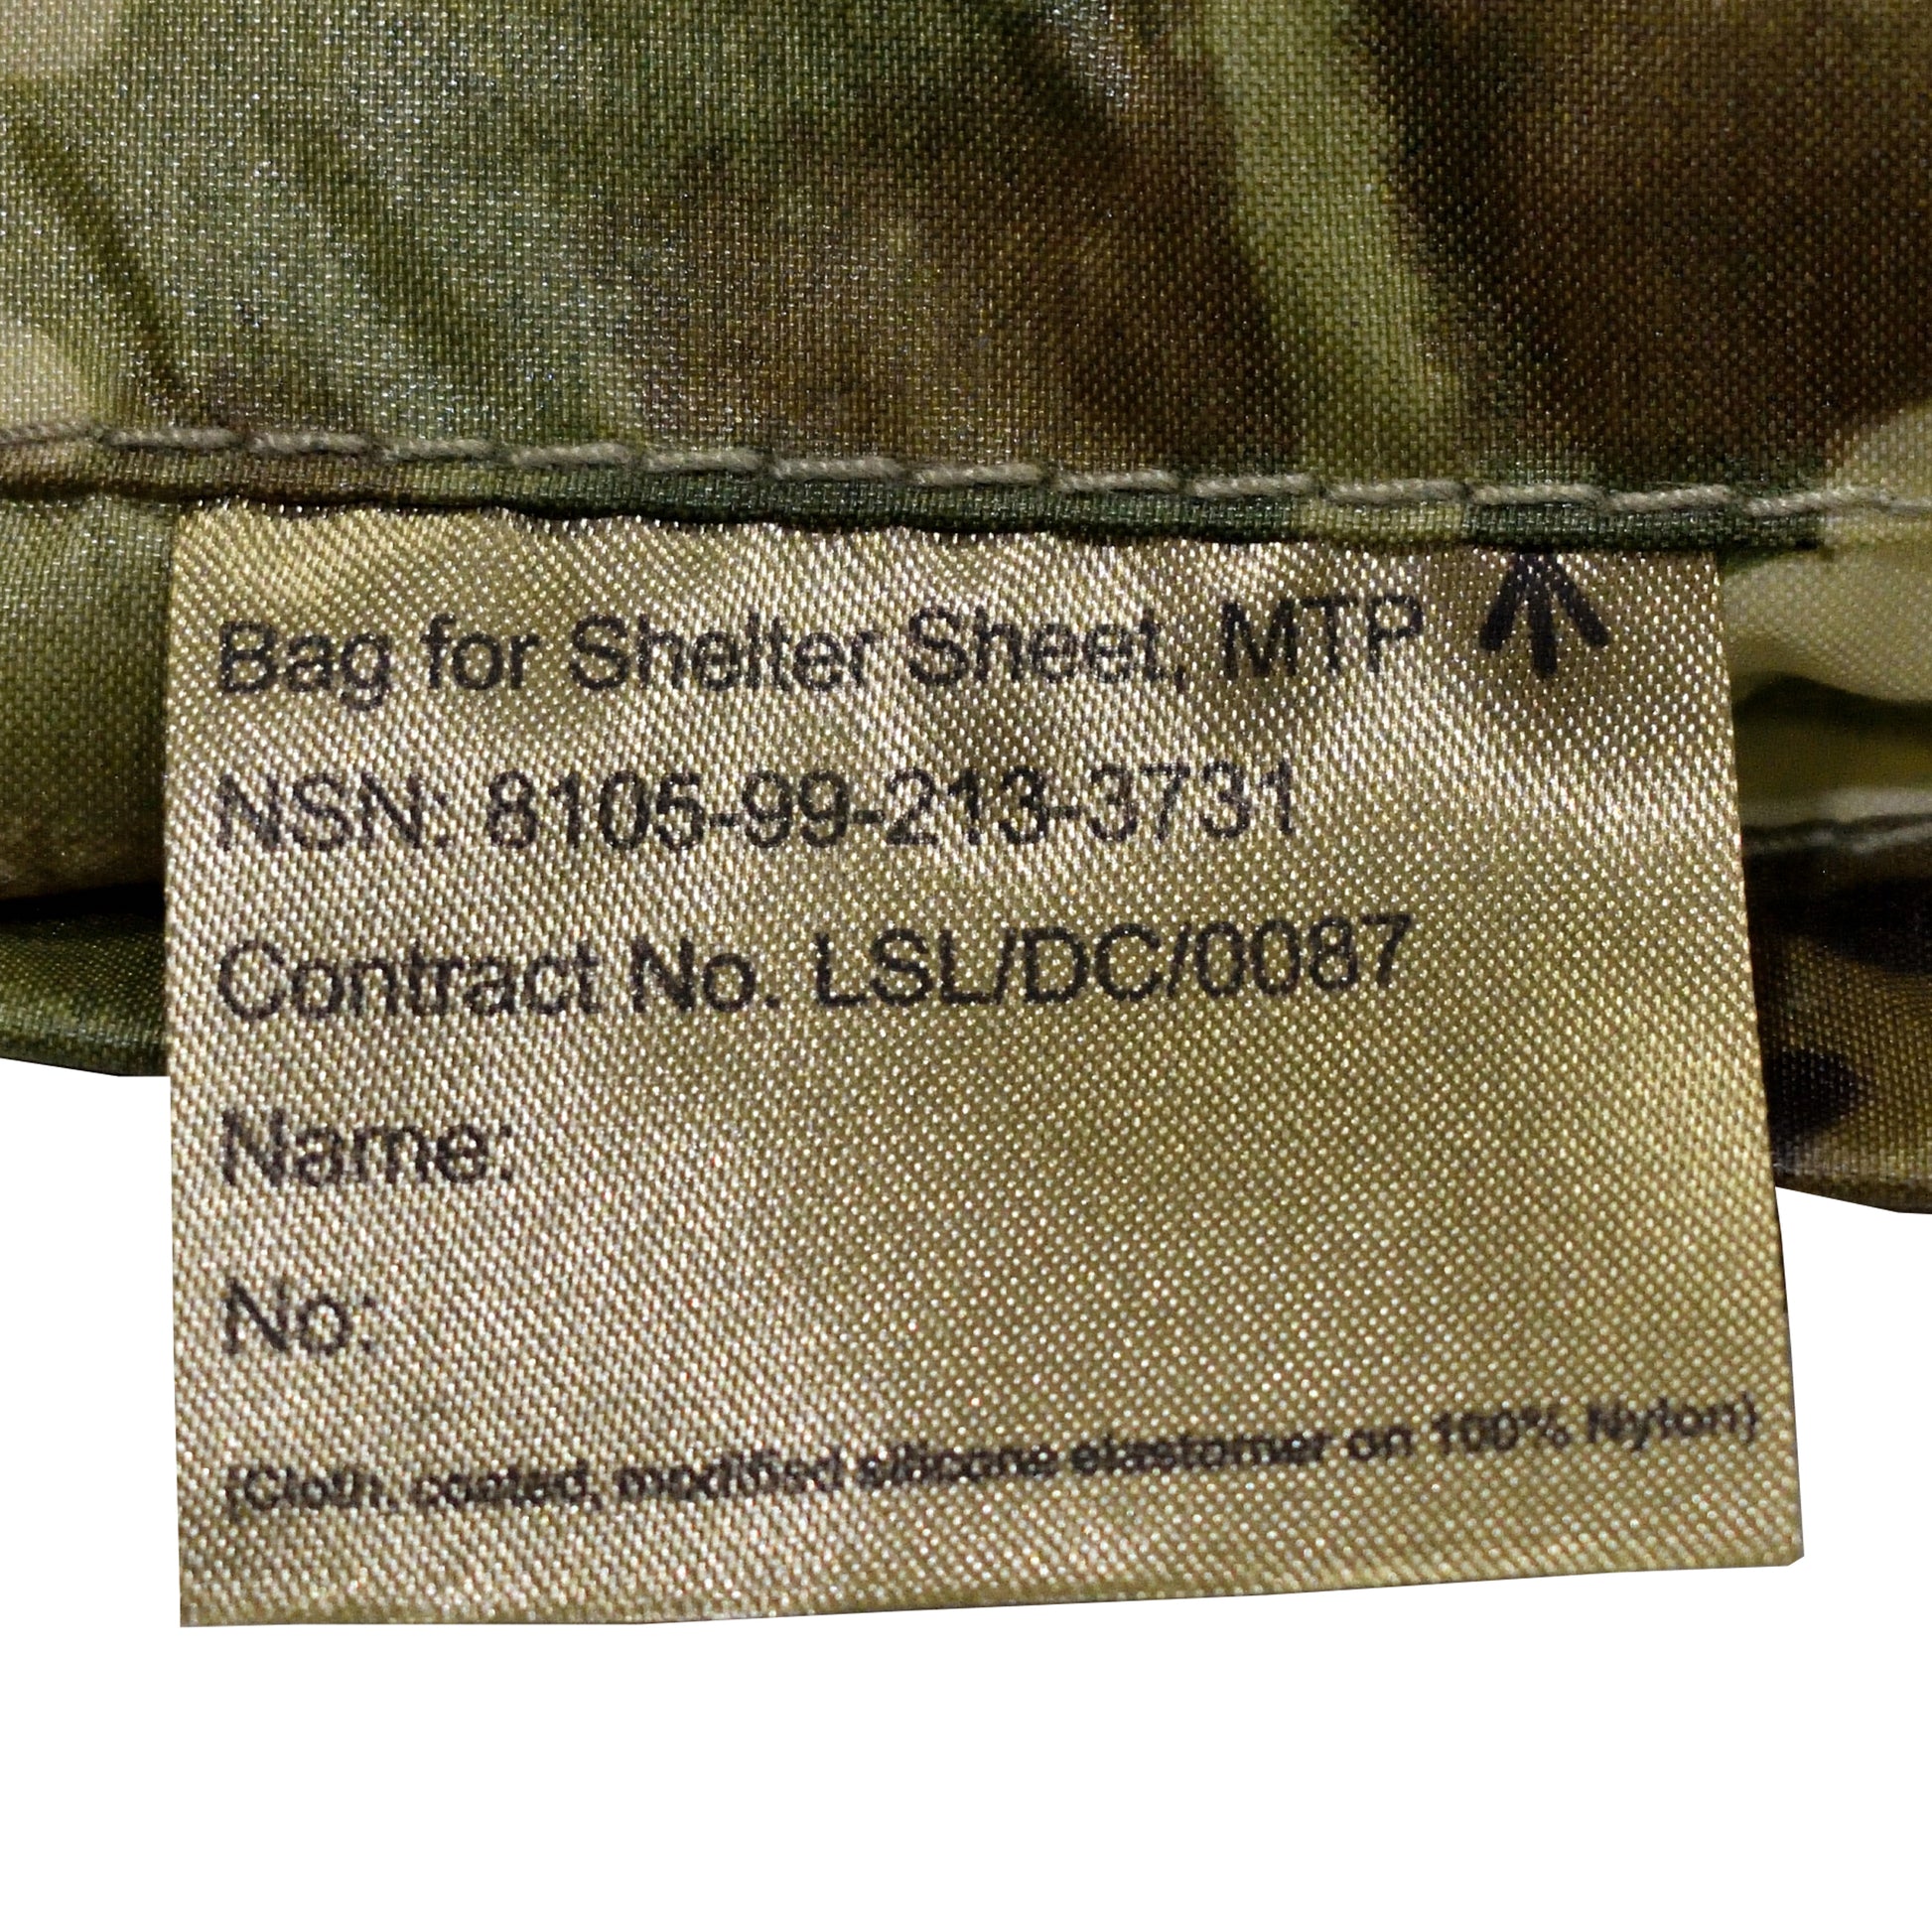 Bag for Shelter Sheet, MTP
NSN: 8105-99-213-3731
Contract No. LSL/DC/0087
Name:
No:
(Cloth, coated, modified silicone elastomer on 100% Nylon)